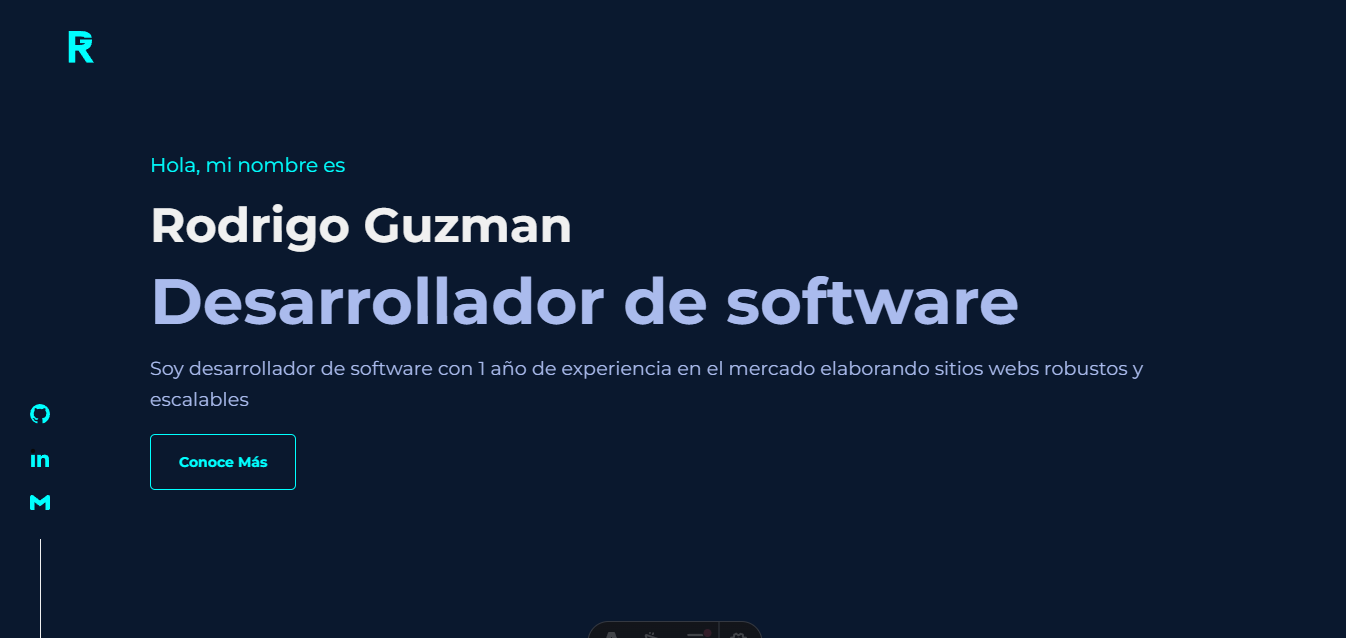 Hola, mi nombre es
Rodrigo Guzman
Desarrollador de software
Soy desarrollador de software con 1 año de experiencia en el mercado elaborando sitios webs robustos y
escalables
in
Conoce Más